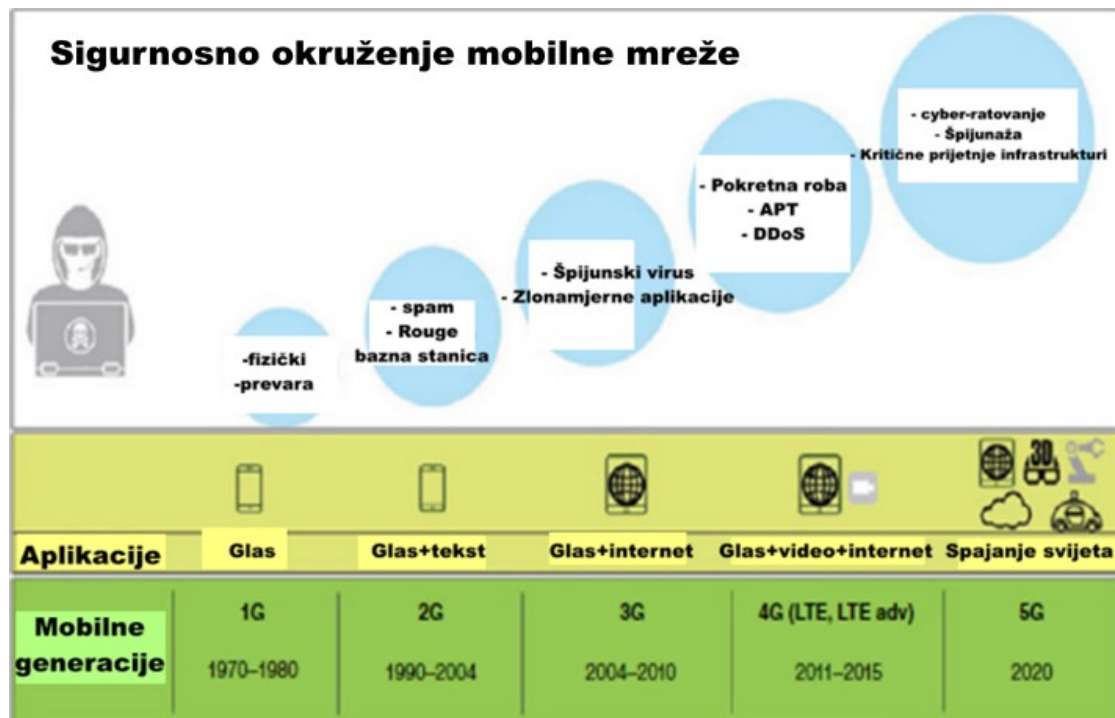 Sigurnosno okruženje mobilne mreže
- cyber-ratovanje
- Špijunaža
- Kritične prijetnje infrastrukturi
- Pokretna roba
- APT
- DDoS
- Špijunski virus
- Zlonamjerne aplikacije
- spam
- Rouge
bazna stanica
-fizički
-prevara
3D
Aplikacije
Glas
Glas+tekst
Glas+internet
Glas+video+internet
Spajanje svijeta
Mobilne
generacije
1G
2G
3G
4G (LTE, LTE adv)
5G
1970–1980
1990–2004
2004–2010
2011–2015
2020